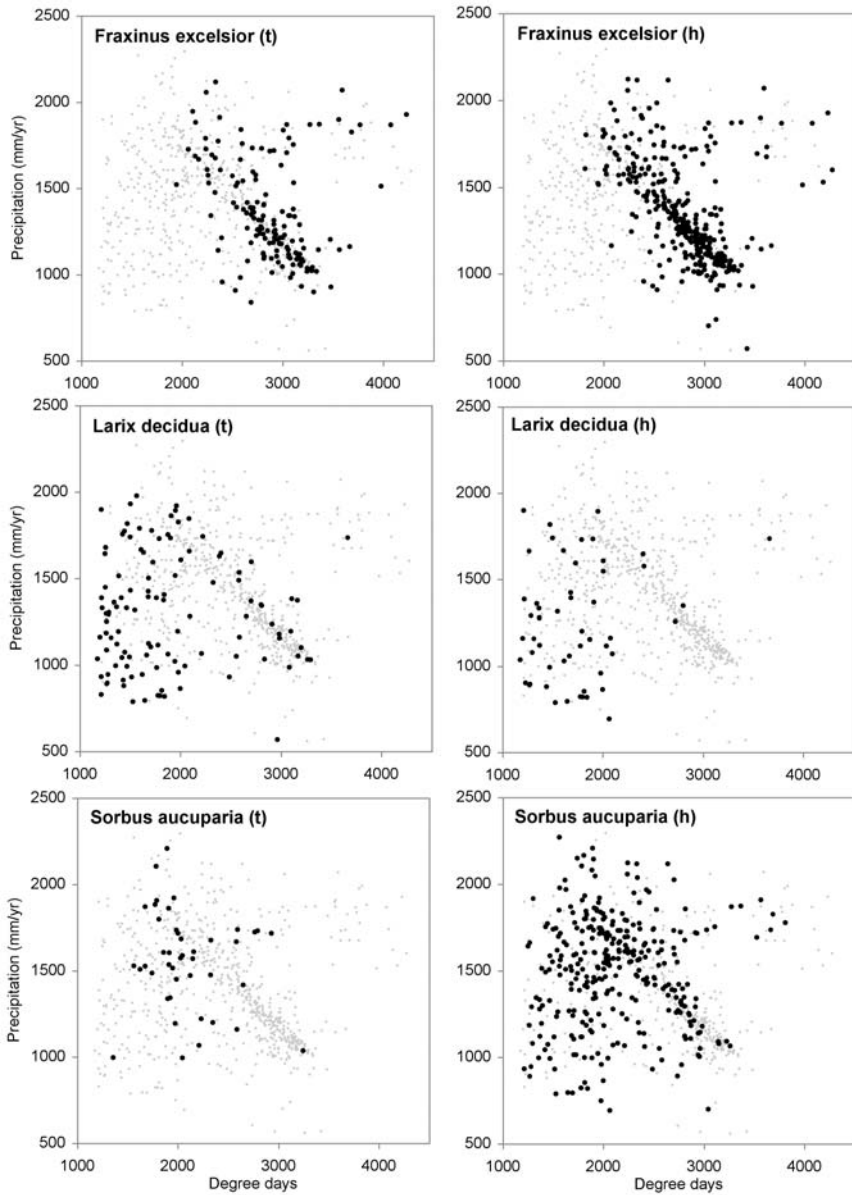 Fraxinus excelsior (t)
2500
2000
1500
1000
500
Precipitation (mm/yr)
1000 2000 3000 4000
Fraxinus excelsior (h)
2500
2000
1500
1000
500
1000 2000 3000 4000
Larix decidua (t)
2500
2000
1500
1000
500
Precipitation (mm/yr)
1000 2000 3000 4000
Larix decidua (h)
2500
2000
1500
1000
500
1000 2000 3000 4000
Sorbus aucuparia (t)
2500
2000
1500
1000
500
Precipitation (mm/yr)
1000 2000 3000 4000
Degree days
Sorbus aucuparia (h)
2500
2000
1500
1000
500
1000 2000 3000 4000
Degree days